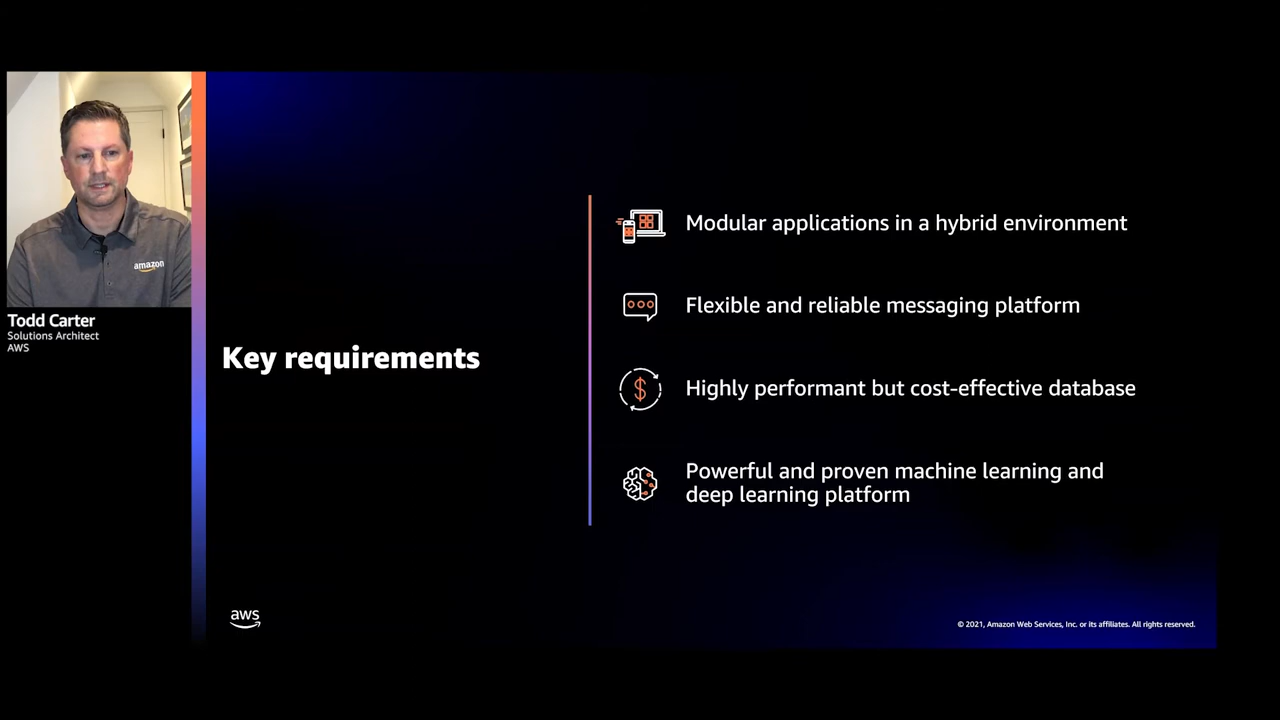 amazon
Todd Carter
Solutions Architect
AWS
Key requirements
Modular applications in a hybrid environment
Flexible and reliable messaging platform
Highly performant but cost-effective database
Powerful and proven machine learning and
deep learning platform
aws
© 2021, Amazon Web Services, Inc. or its affiliates. All rights reserved.